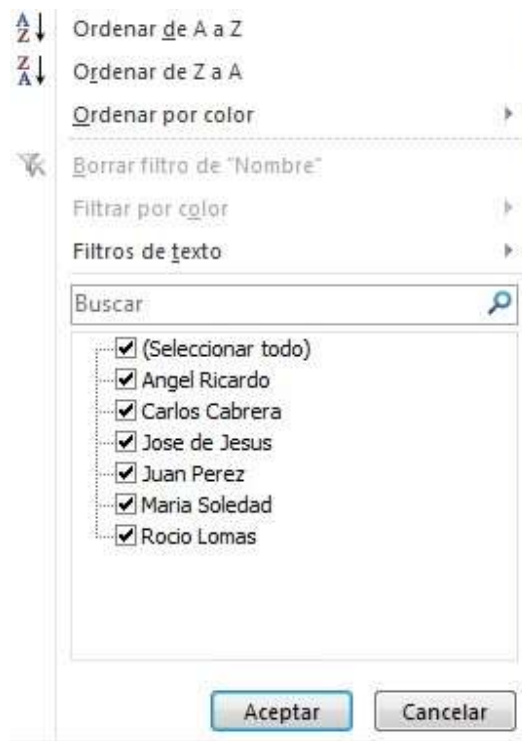 Ordenar de A a Z
Ordenar de Z a A
Ordenar por color
Borrar filtro de "Nombre"
Filtrar por color
Filtros de texto
Buscar
(Seleccionar todo)
Angel Ricardo
Carlos Cabrera
Jose de Jesus
Juan Perez
Maria Soledad
Rocio Lomas
Aceptar Cancelar